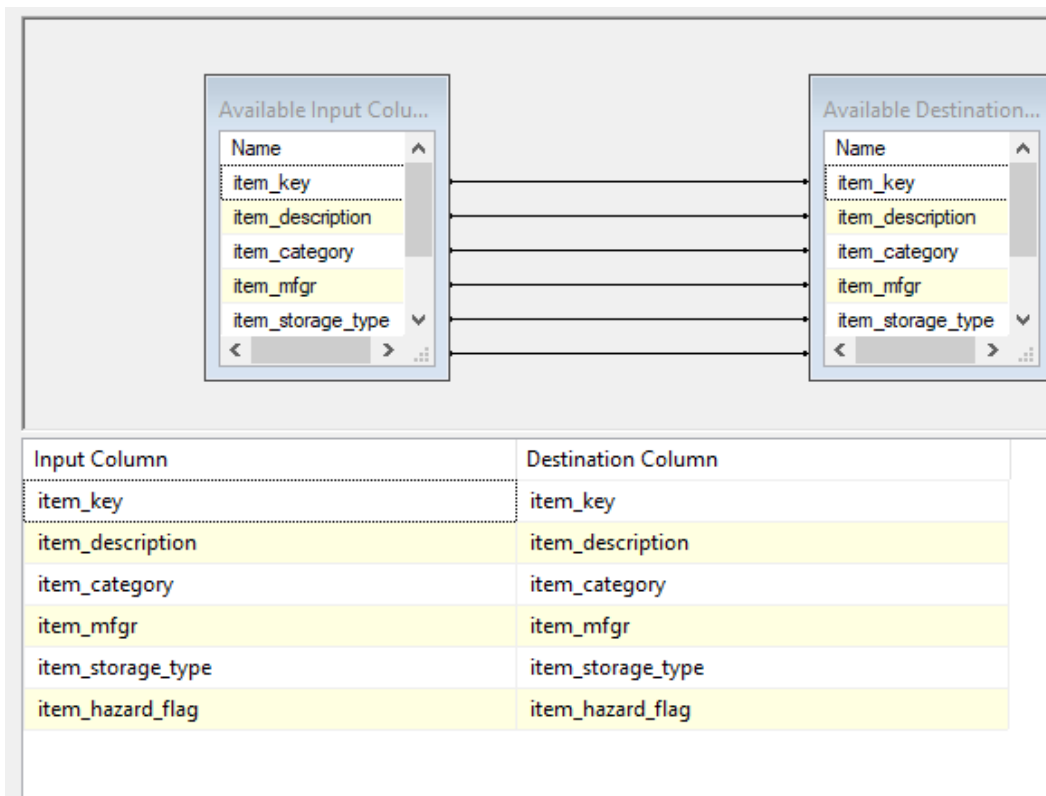 Available Input Colu... Available Destination...
Name Name
item_key item_key
item_description item_description
item_category item_category
item_mfgr item_mfgr
item_storage_type item_storage_type
Input Column Destination Column
item_key item_key
item_description item_description
item_category item_category
item_mfgr item_mfgr
item_storage_type item_storage_type
item_hazard_flag item_hazard_flag